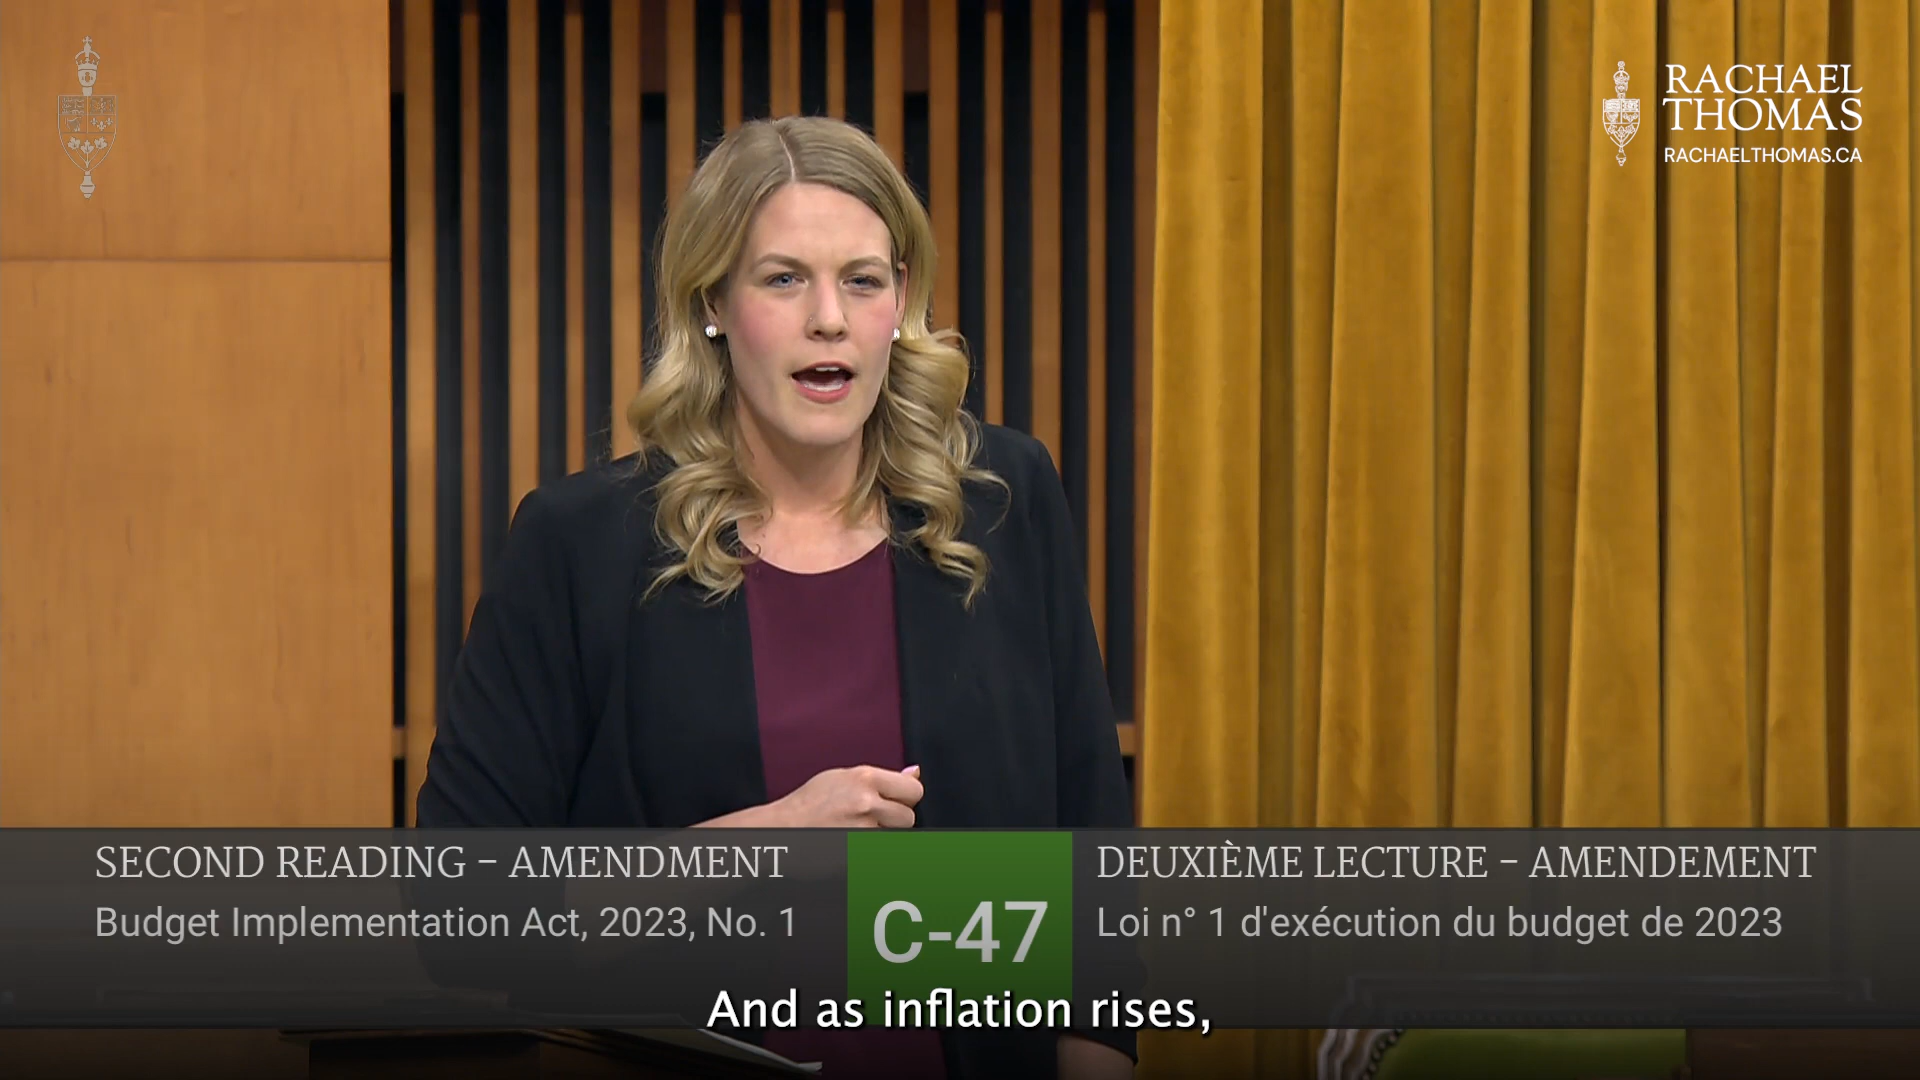 RACHAEL
THOMAS
RACHAELTHOMAS.CA
SECOND READING – AMENDMENT
Budget Implementation Act, 2023, No. 1
C-47
DEUXIÈME LECTURE – AMENDEMENT
Loi n° 1 d'exécution du budget de 2023
And as inflation rises,